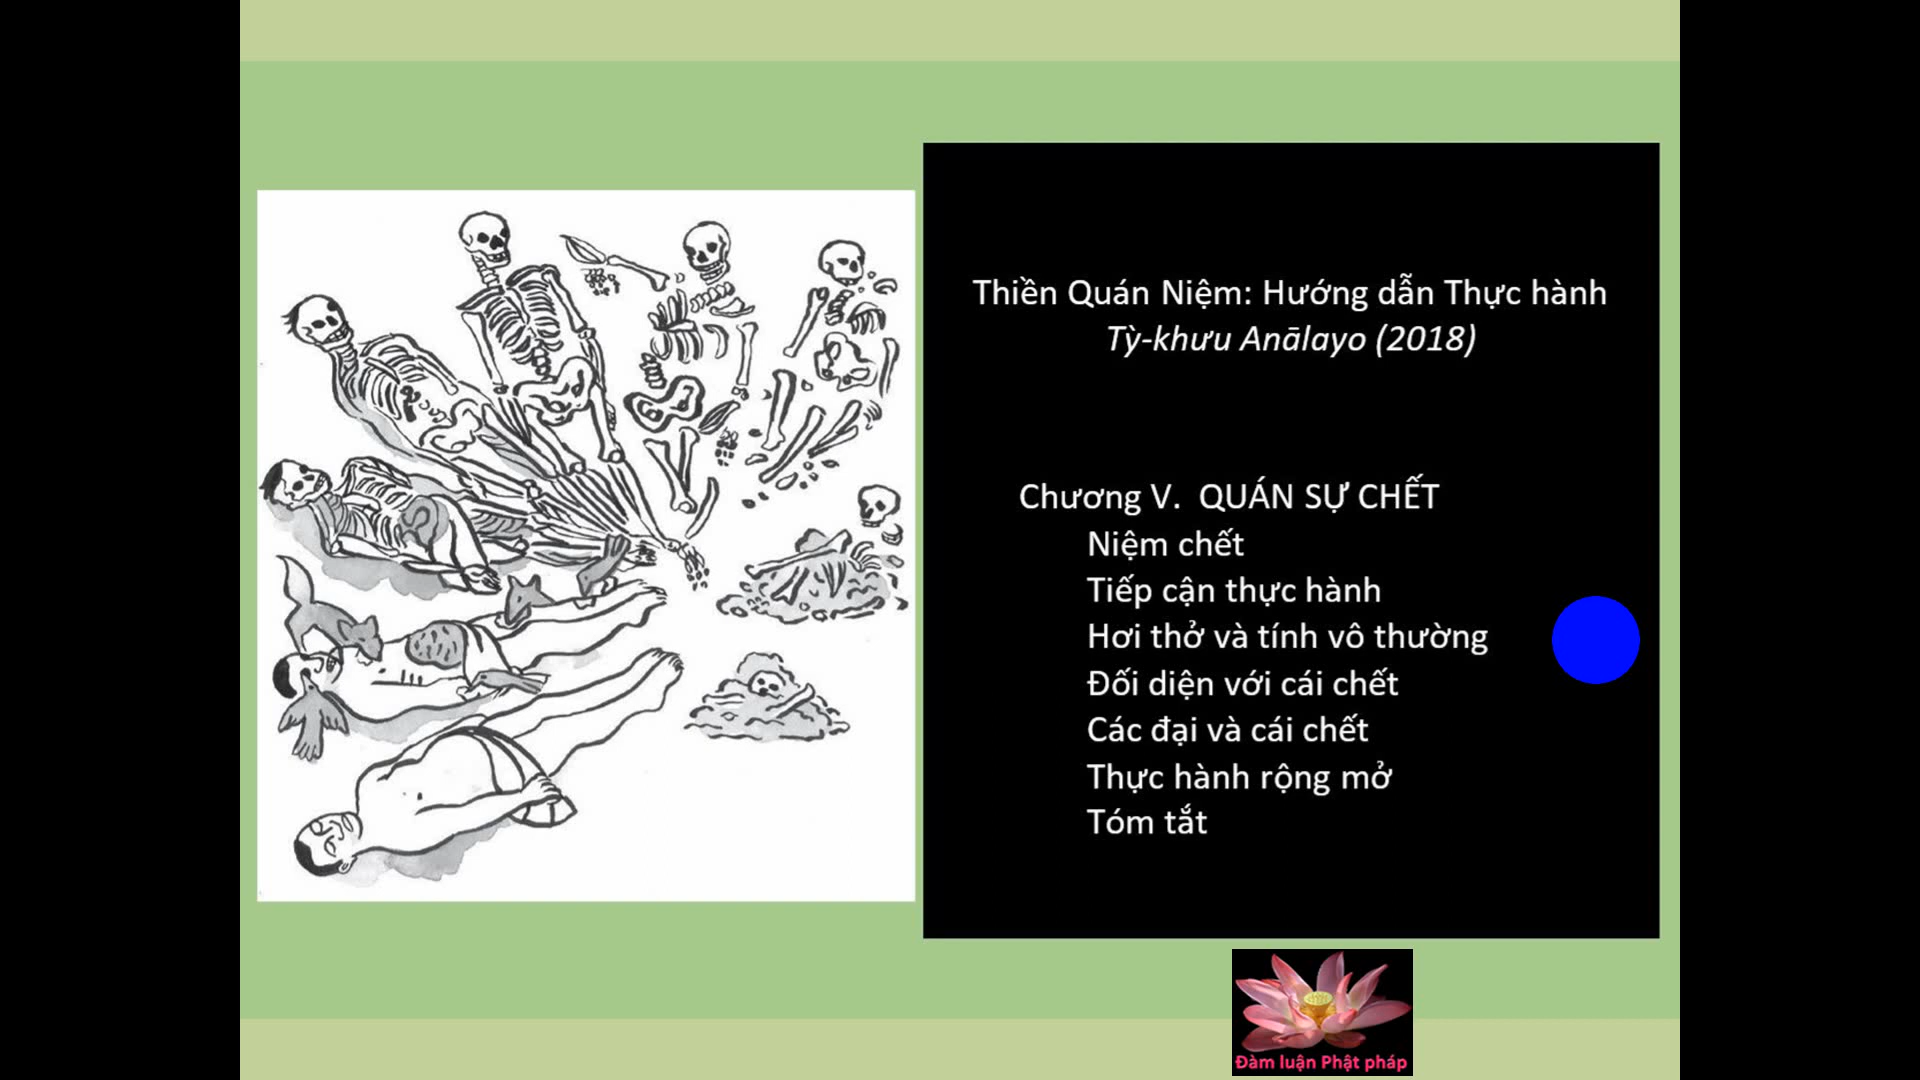 Thiền Quán Niệm: Hướng dẫn Thực hành
Tỳ-khưu Anālayo (2018)
Chương V.  QUÁN SỰ CHẾT
Niệm chết
Tiếp cận thực hành
Hơi thở và tính vô thường
Đối diện với cái chết
Các đại và cái chết
Thực hành rộng mở
Tóm tắt
Đàm luận Phật pháp